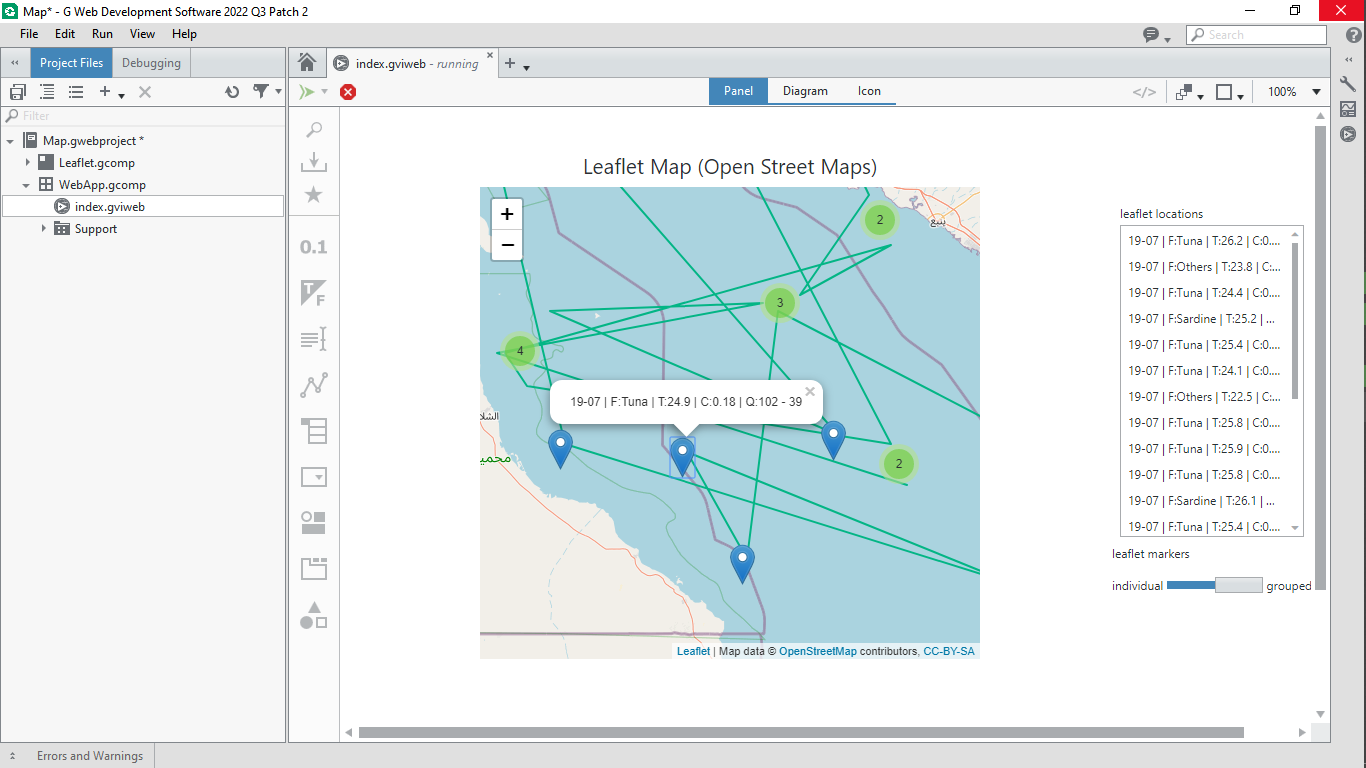 Map* - G Web Development Software 2022 Q3 Patch 2
File Edit Run View Help
Search
Project Files Debugging
index.gviweb - running
Panel Diagram Icon
100%
Filter
Map.gwebproject *
Leaflet.gcomp
WebApp.gcomp
index.gviweb
Support
0.1
T F
Leaflet Map (Open Street Maps)
+
−
2
ينبع
3
4
19-07 | F:Tuna | T:24.9 | C:0.18 | Q:102 - 39
×
2
Leaflet | Map data © OpenStreetMap contributors, CC-BY-SA
leaflet locations
19-07 | F:Tuna | T:26.2 | C:0....
19-07 | F:Others | T:23.8 | C:...
19-07 | F:Tuna | T:24.4 | C:0....
19-07 | F:Sardine | T:25.2 | ...
19-07 | F:Tuna | T:25.4 | C:0....
19-07 | F:Tuna | T:24.1 | C:0....
19-07 | F:Others | T:22.5 | C:...
19-07 | F:Tuna | T:25.8 | C:0....
19-07 | F:Tuna | T:25.9 | C:0....
19-07 | F:Tuna | T:25.8 | C:0....
19-07 | F:Sardine | T:26.1 | ...
19-07 | F:Tuna | T:25.4 | C:0....
leaflet markers
individual grouped
Errors and Warnings